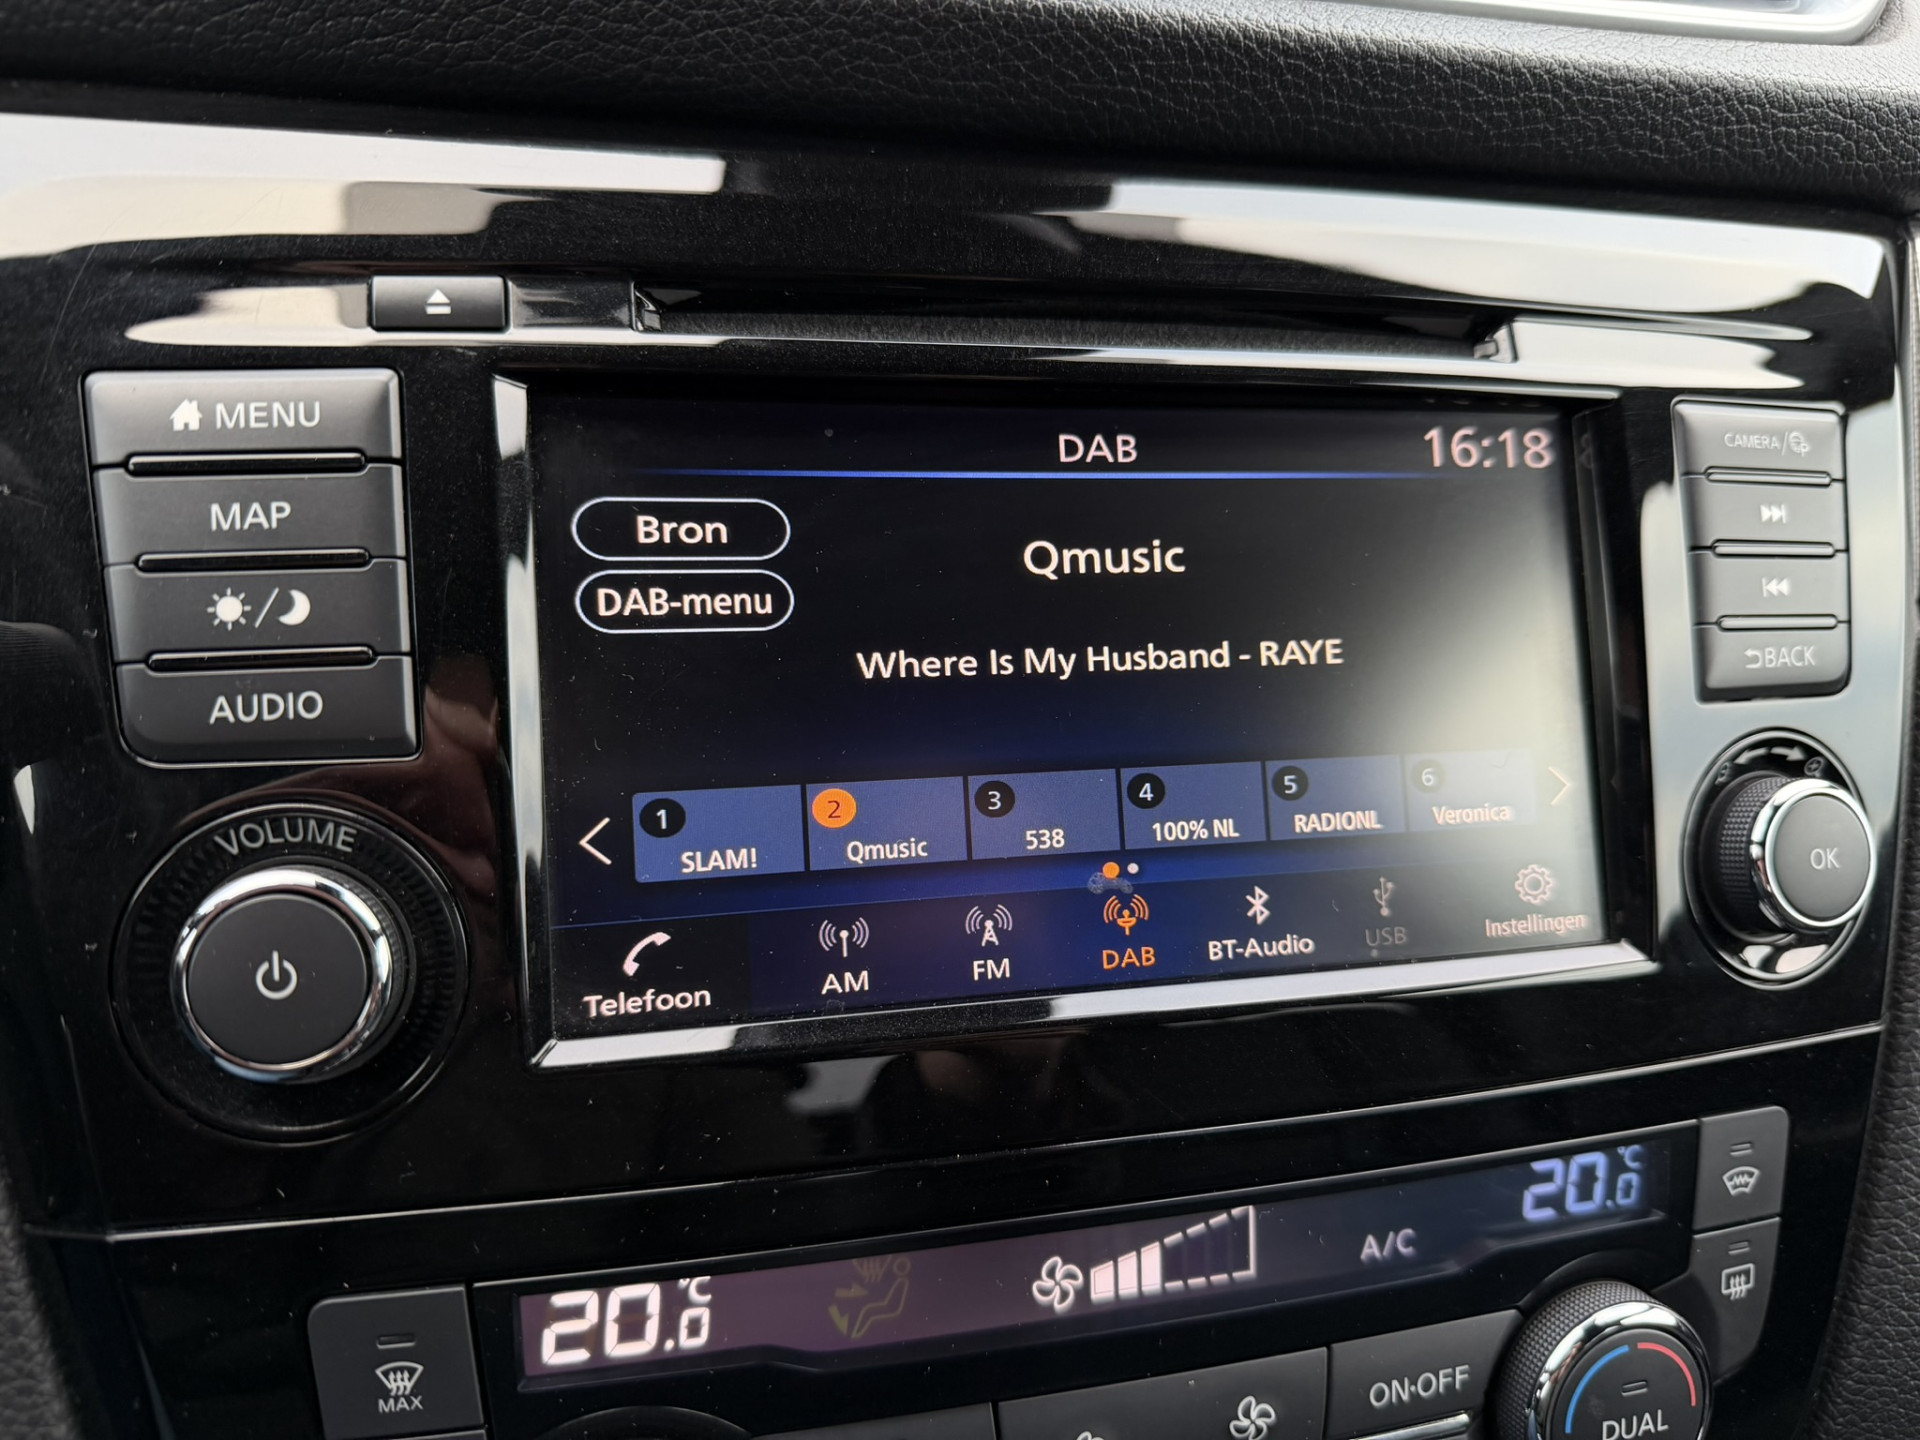 MENU
MAP
AUDIO
VOLUME
DAB
16:18
Bron
DAB-menu
Qmusic
Where Is My Husband - RAYE
1 SLAM!
2 Qmusic
3 538
4 100% NL
5 RADIONL
6 Veronica
Telefoon
AM
FM
DAB
BT-Audio
USB
Instellingen
CAMERA/
BACK
OK
20.0 °C
A/C
20.0 °C
MAX
ON·OFF
DUAL